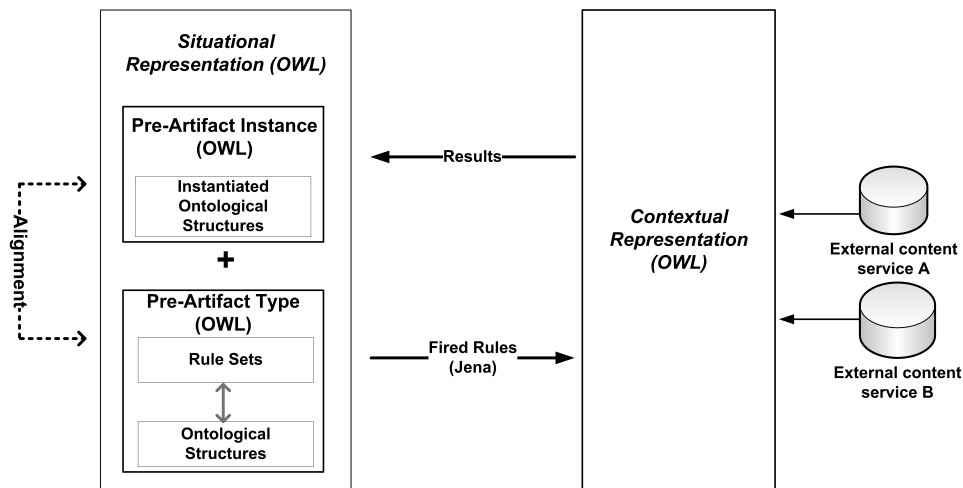 Situational
Representation (OWL)
Pre-Artifact Instance
(OWL)
Instantiated
Ontological
Structures
+
Pre-Artifact Type
(OWL)
Rule Sets
Ontological
Structures
Alignment
Results
Fired Rules
(Jena)
Contextual
Representation
(OWL)
External content
service A
External content
service B